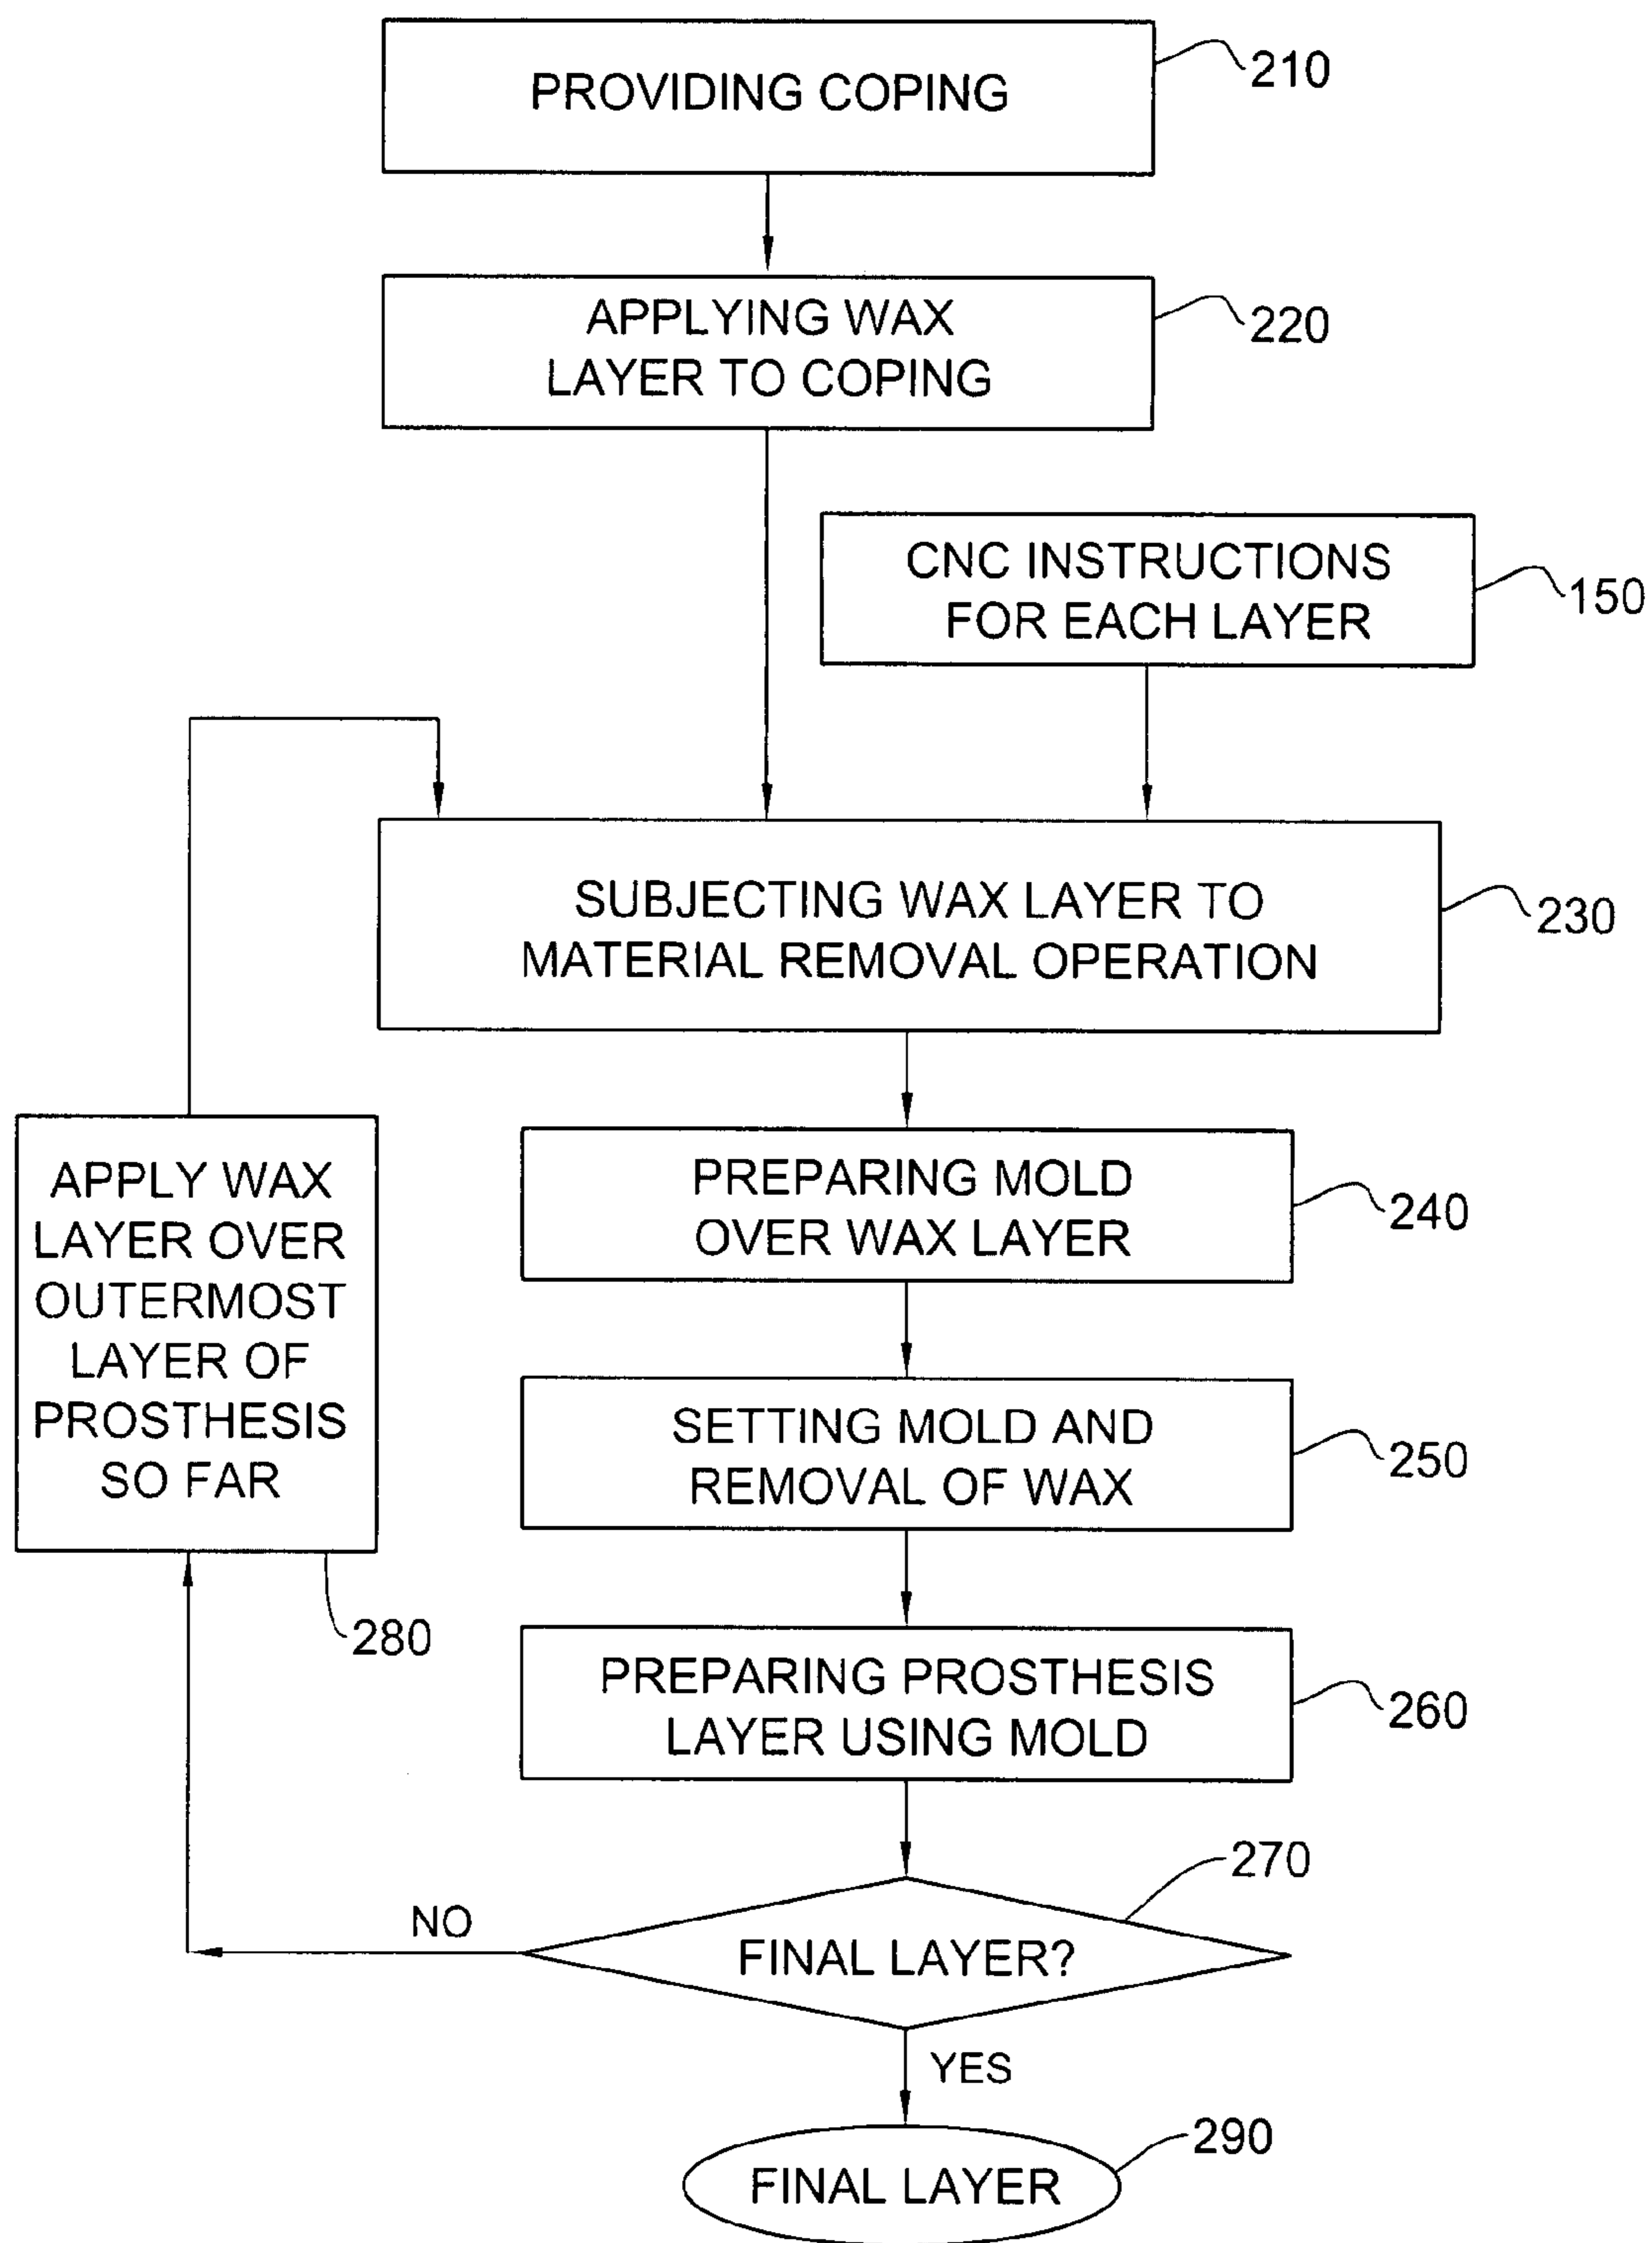 PROVIDING COPING
210
APPLYING WAX
LAYER TO COPING
220
CNC INSTRUCTIONS
FOR EACH LAYER
150
SUBJECTING WAX LAYER TO
MATERIAL REMOVAL OPERATION
230
APPLY WAX
LAYER OVER
OUTERMOST
LAYER OF
PROSTHESIS
SO FAR
280
PREPARING MOLD
OVER WAX LAYER
240
SETTING MOLD AND
REMOVAL OF WAX
250
PREPARING PROSTHESIS
LAYER USING MOLD
260
270
NO
FINAL LAYER?
YES
290
FINAL LAYER